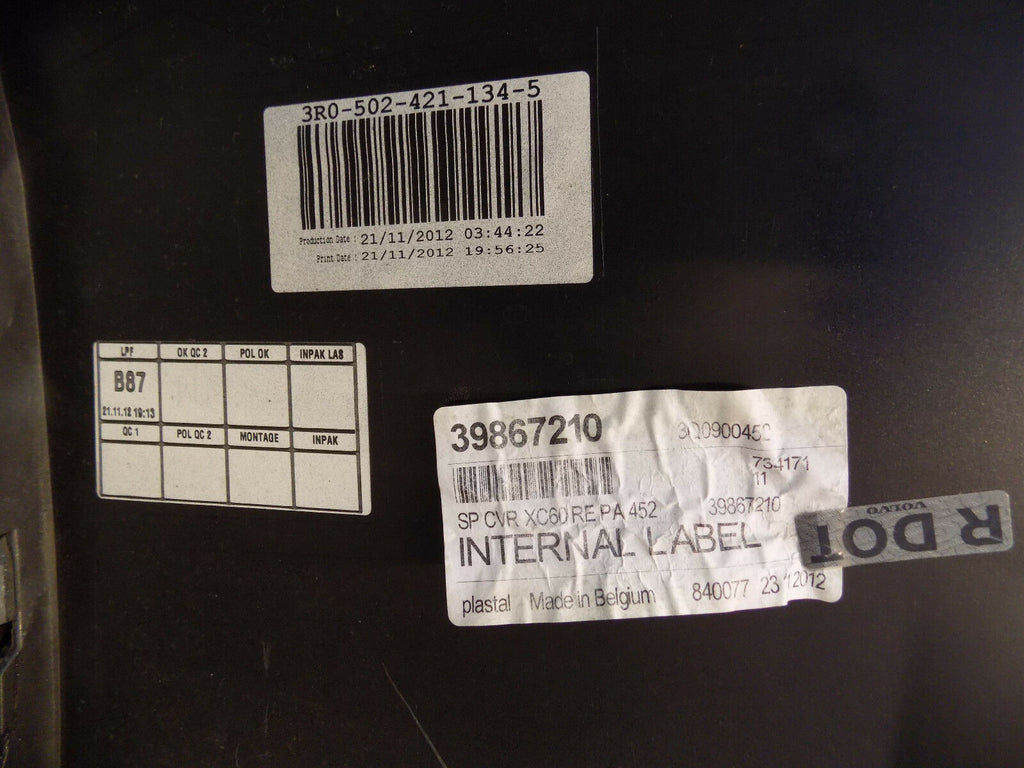 3R0-502-421-134-5
Production Date : 21/11/2012 03:44:22
Print Date : 21/11/2012 19:56:25
LPF OK QC 2 POL OK INPAK LAS
B87
21.11.12 19:13
QC 1 POL QC 2 MONTAGE INPAK
39867210
734171
11
SP CVR XC60 RE PA 452 39867210
INTERNAL LABEL
plastal Made in Belgium 840077
R DOT
VOLVO